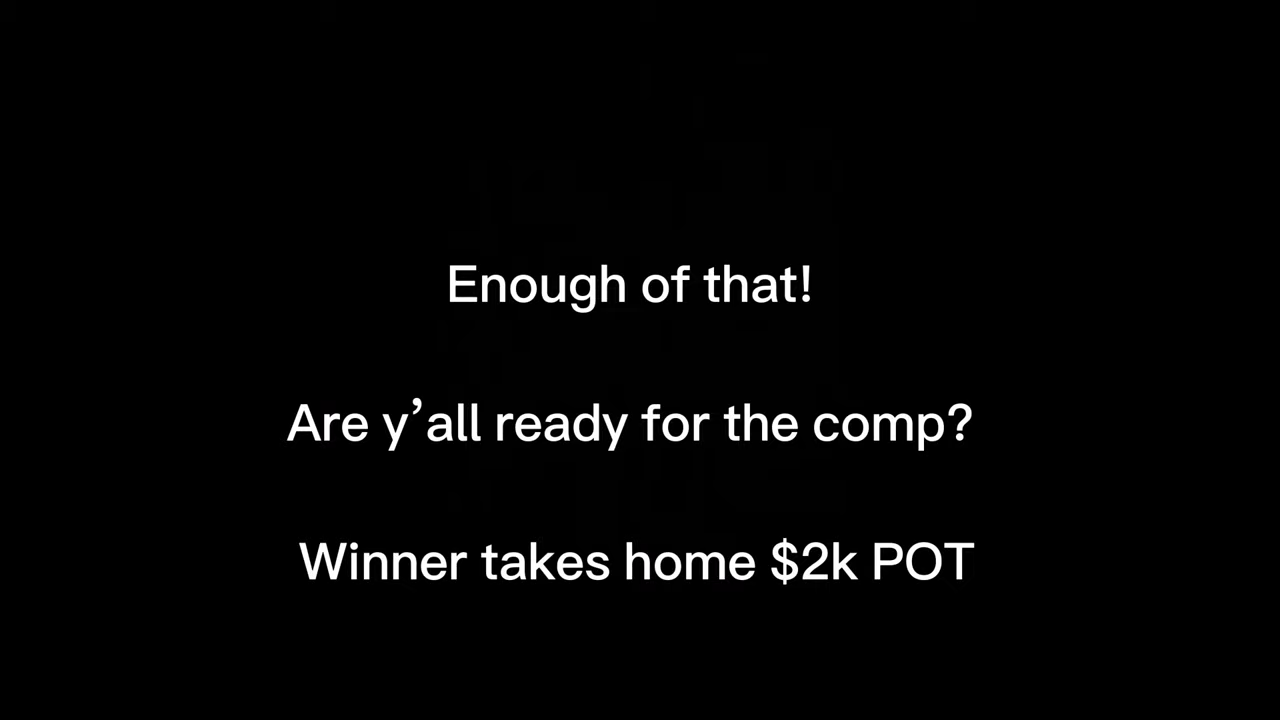 Enough of that!
Are y’all ready for the comp?
Winner takes home $2k POT